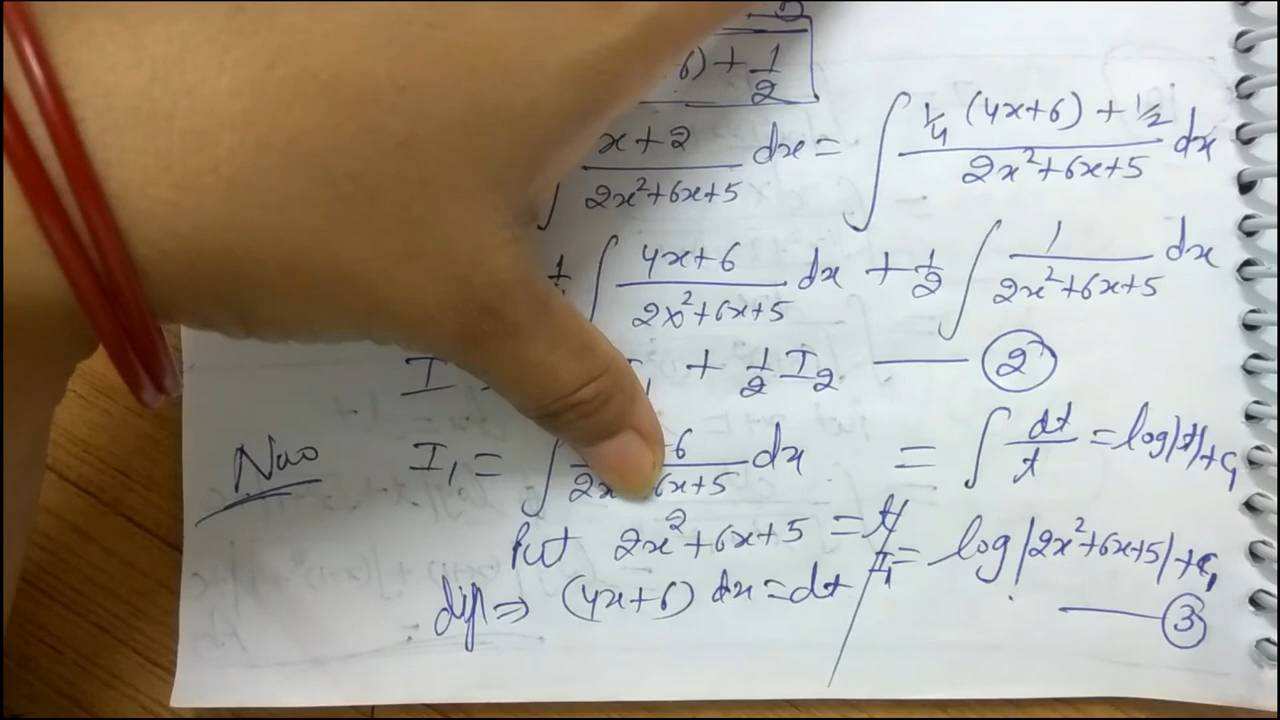 6) + 1/2
∫ x+2/2x²+6x+5 dx = ∫ 1/4 (4x+6) + 1/2 / 2x²+6x+5 dx
∫ 4x+6/2x²+6x+5 dx + 1/2 ∫ 1/2x²+6x+5 dx
I + 1/2 I₂ —— ②
Now I₁ = ∫ 6/2x 6x+5 dx = ∫ dt/t = log|t|+c₁
Put 2x²+6x+5 = t I₁ = log|2x²+6x+5|+c₁
diff ⇒ (4x+6) dx = dt —— ③